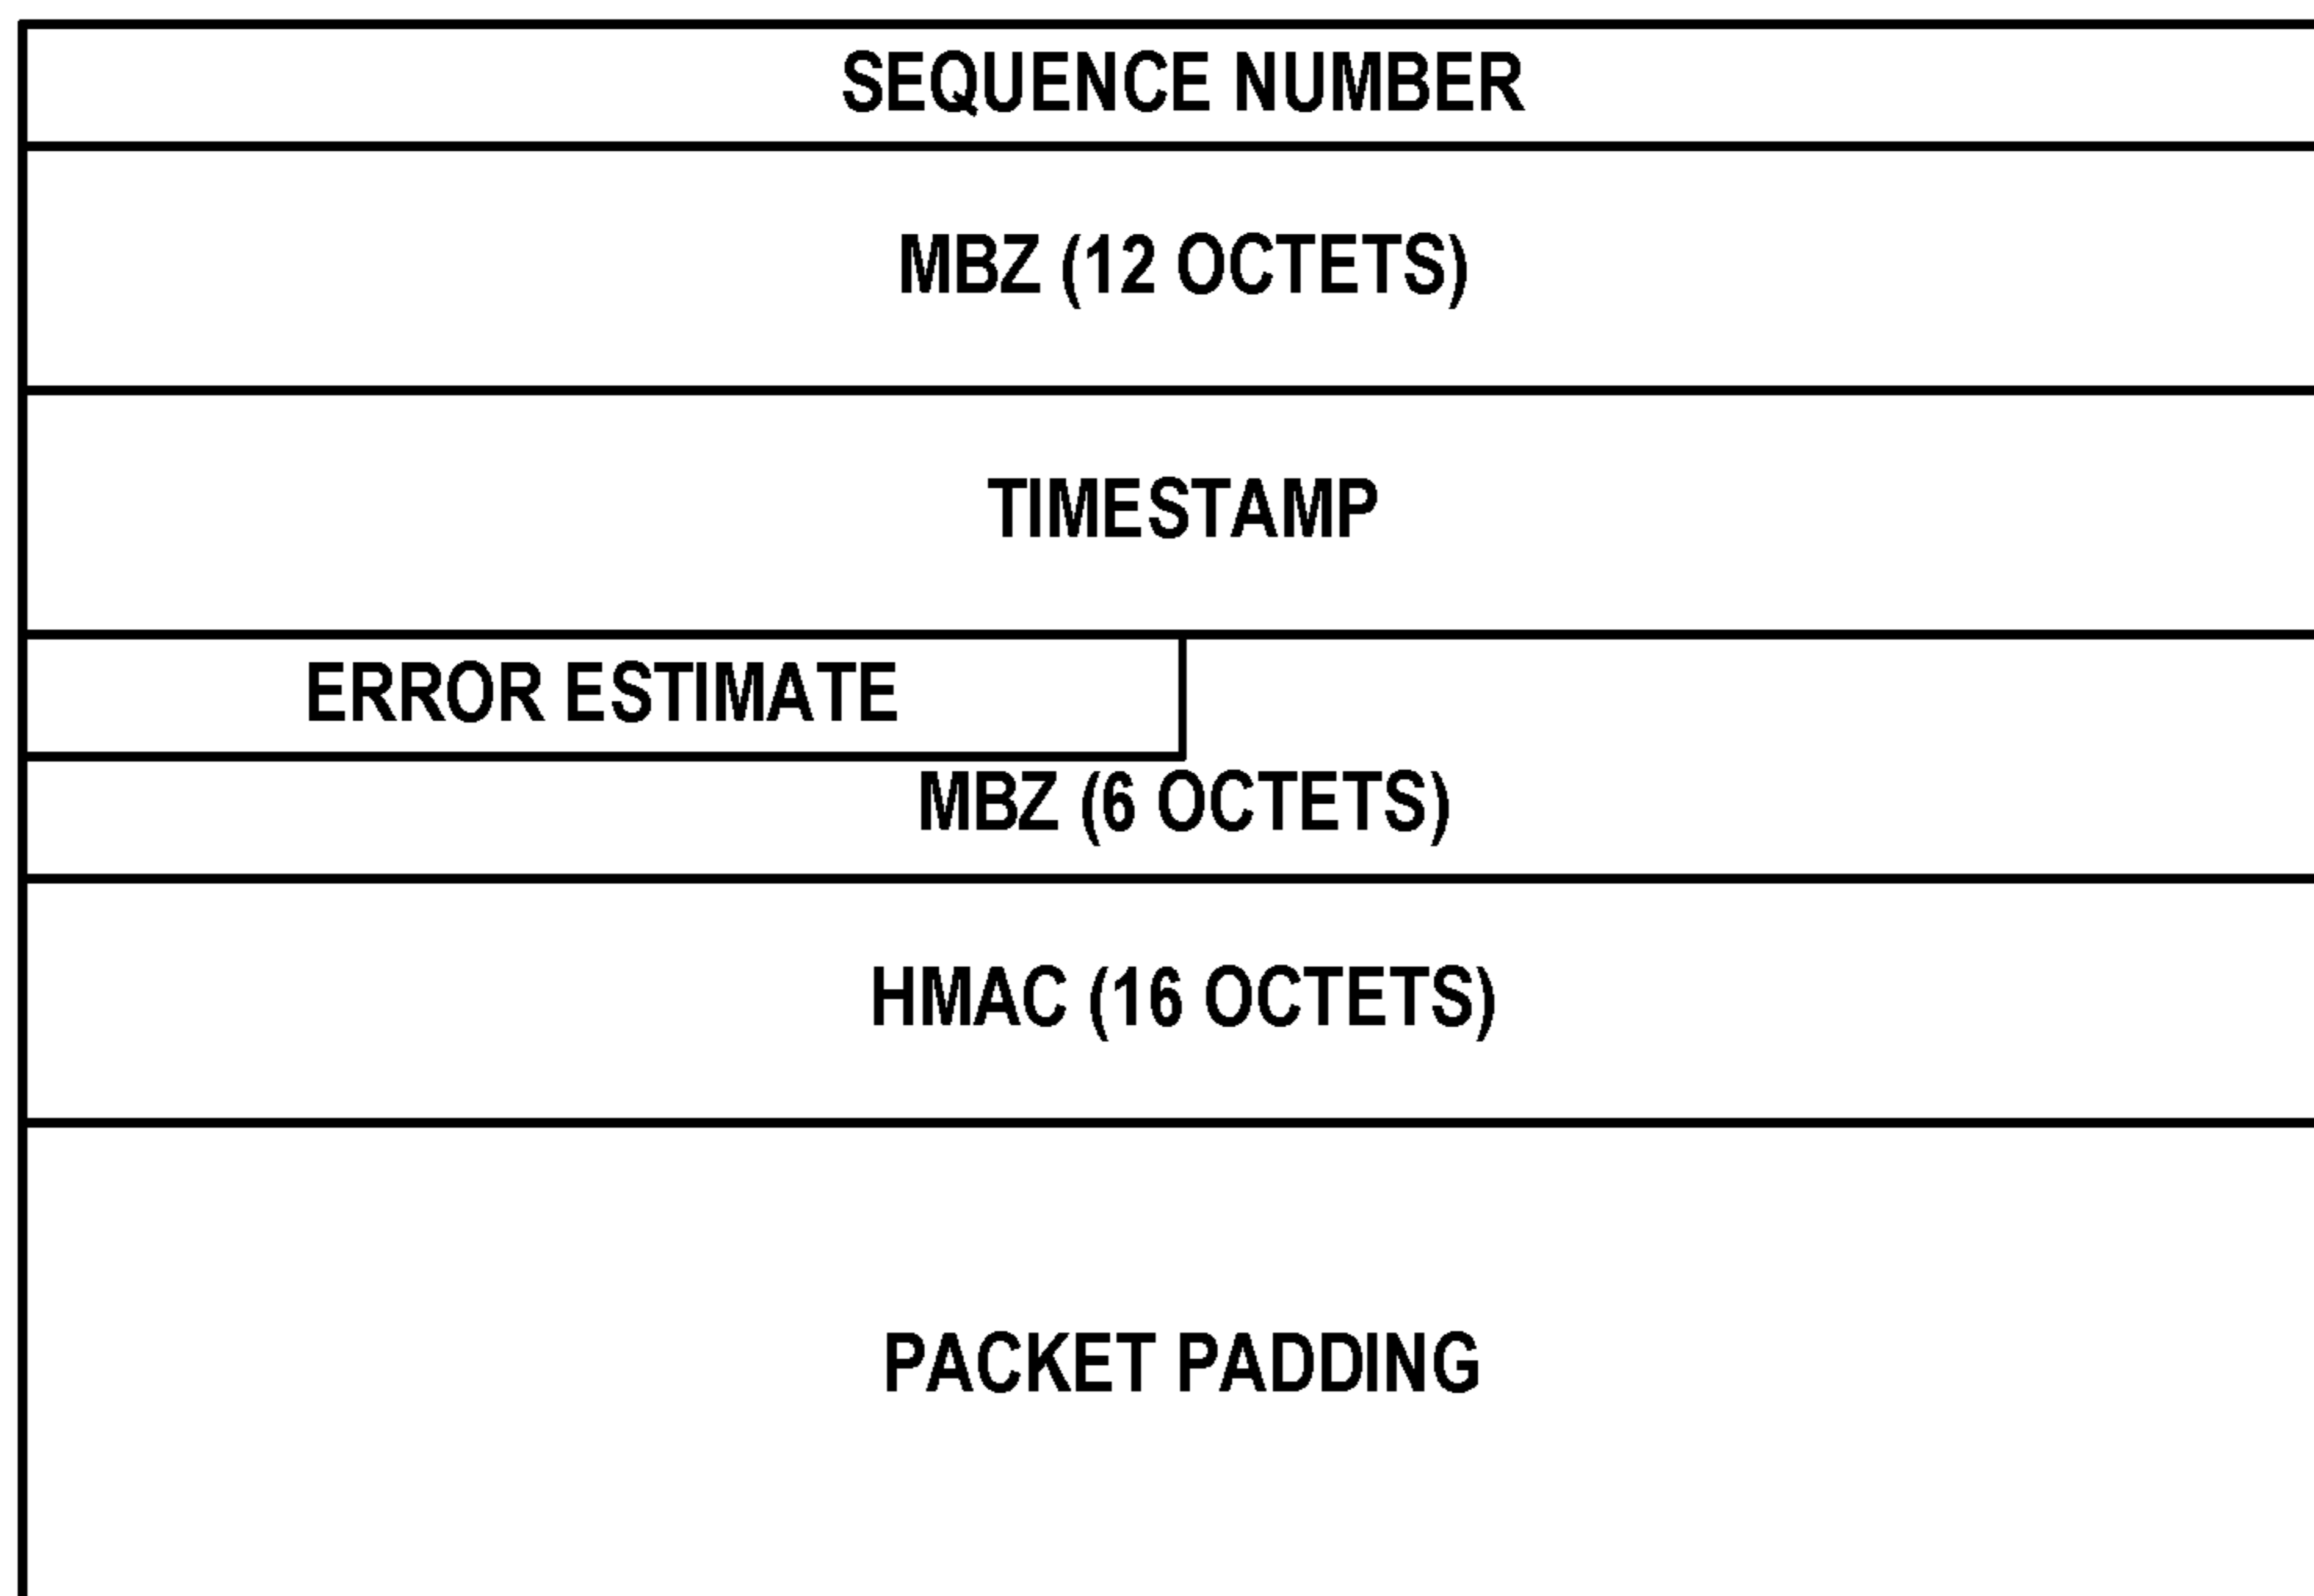 SEQUENCE NUMBER
MBZ (12 OCTETS)
TIMESTAMP
ERROR ESTIMATE
MBZ (6 OCTETS)
HMAC (16 OCTETS)
PACKET PADDING